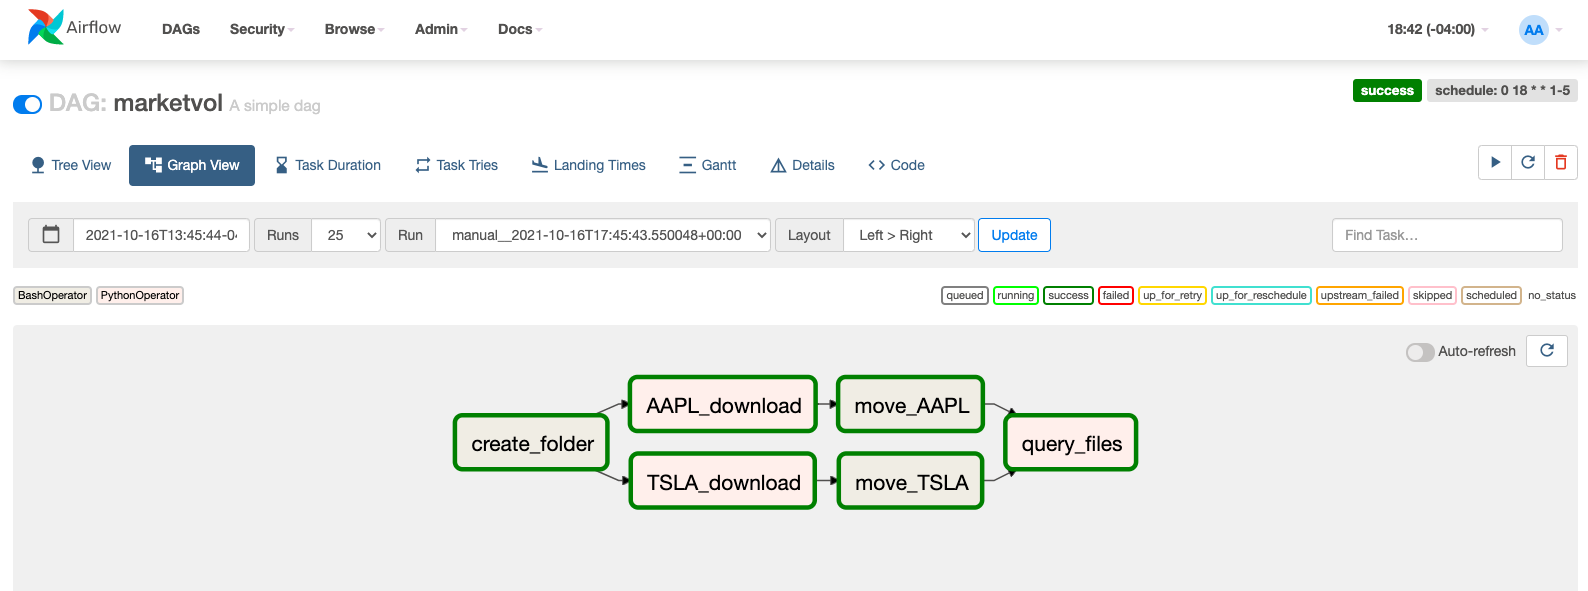 Airflow DAGs Security Browse Admin Docs 18:42 (-04:00) AA
DAG: marketvol A simple dag success schedule: 0 18 * * 1-5
Tree View Graph View Task Duration Task Tries Landing Times Gantt Details Code
2021-10-16T13:45:44-04 Runs 25 Run manual__2021-10-16T17:45:43.550048+00:00 Layout Left > Right Update Find Task...
BashOperator PythonOperator queued running success failed up_for_retry up_for_reschedule upstream_failed skipped scheduled no_status
Auto-refresh
AAPL_download move_AAPL
create_folder query_files
TSLA_download move_TSLA